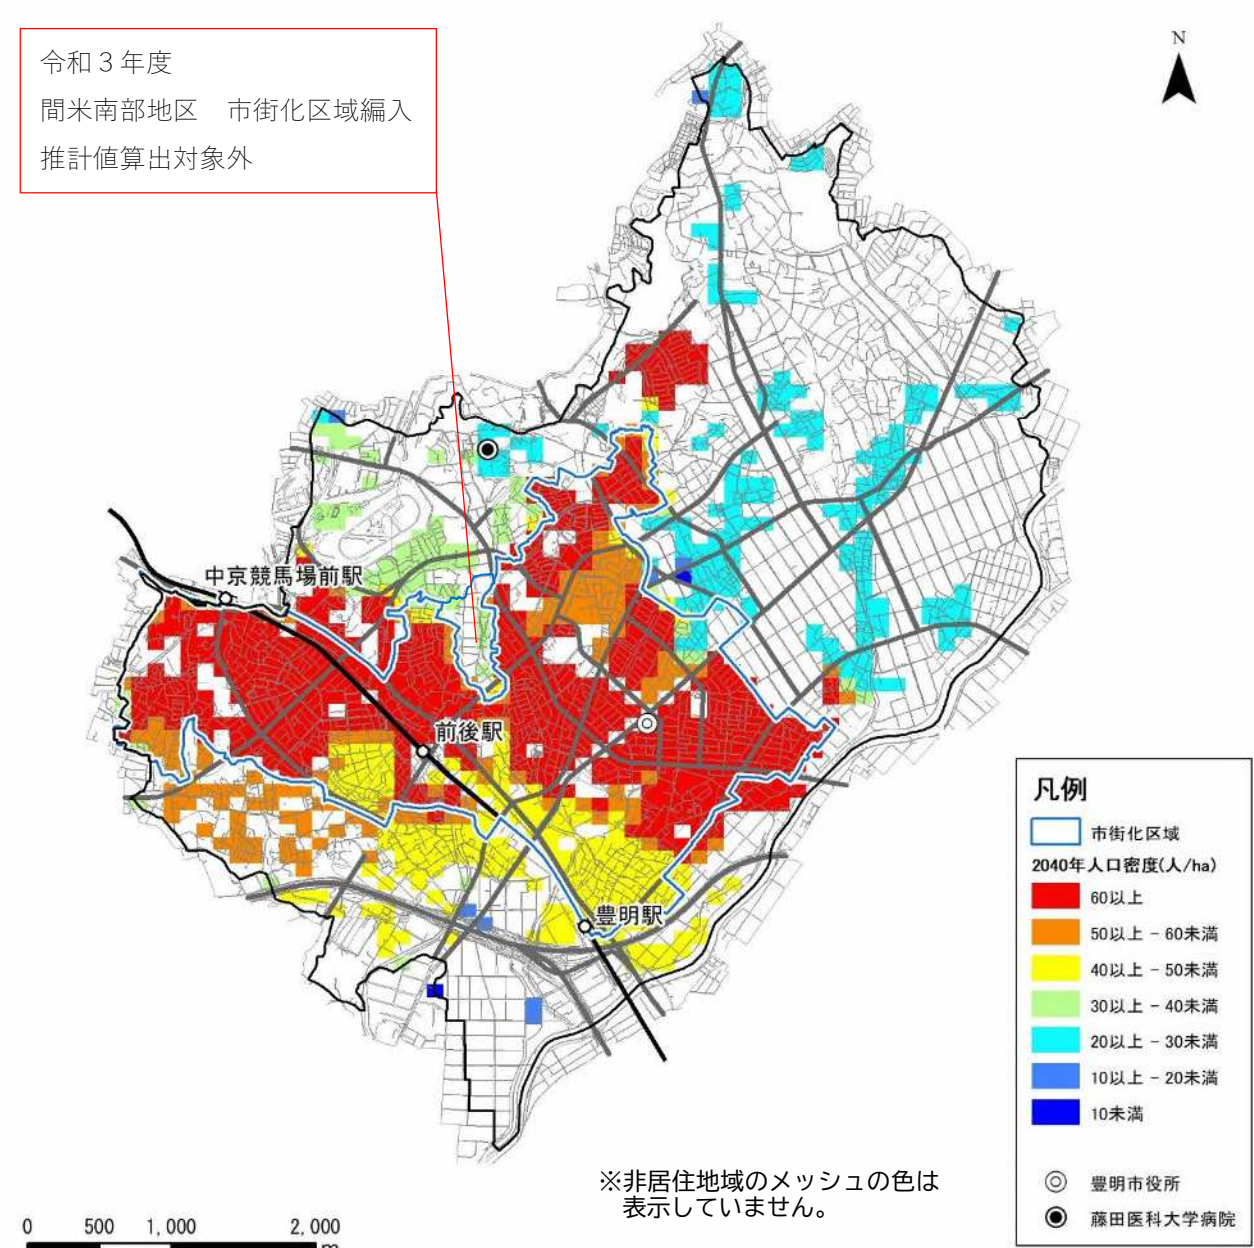 令和３年度
間米南部地区　市街化区域編入
推計値算出対象外
N
中京競馬場前駅
前後駅
豊明駅
凡例
市街化区域
2040年人口密度(人/ha)
60以上
50以上 - 60未満
40以上 - 50未満
30以上 - 40未満
20以上 - 30未満
10以上 - 20未満
10未満
豊明市役所
藤田医科大学病院
※非居住地域のメッシュの色は
表示していません。
0 500 1,000 2,000
m